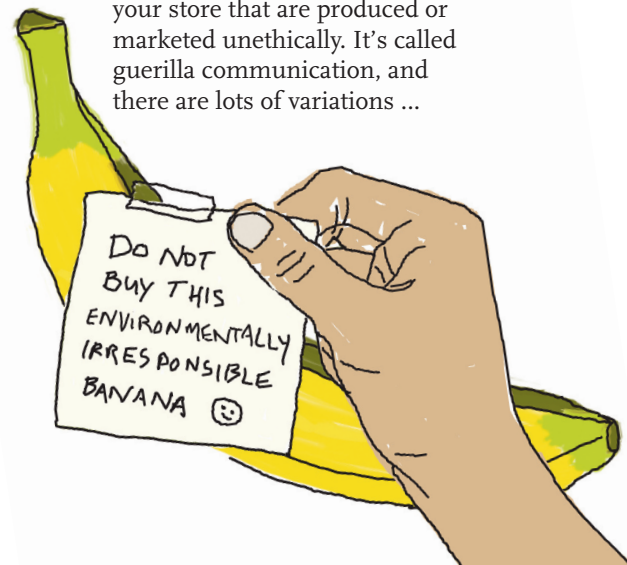 your store that are produced or
marketed unethically. It's called
guerilla communication, and
there are lots of variations ...
DO NOT
BUY THIS
ENVIRONMENTALLY
IRRESPONSIBLE
BANANA ☺